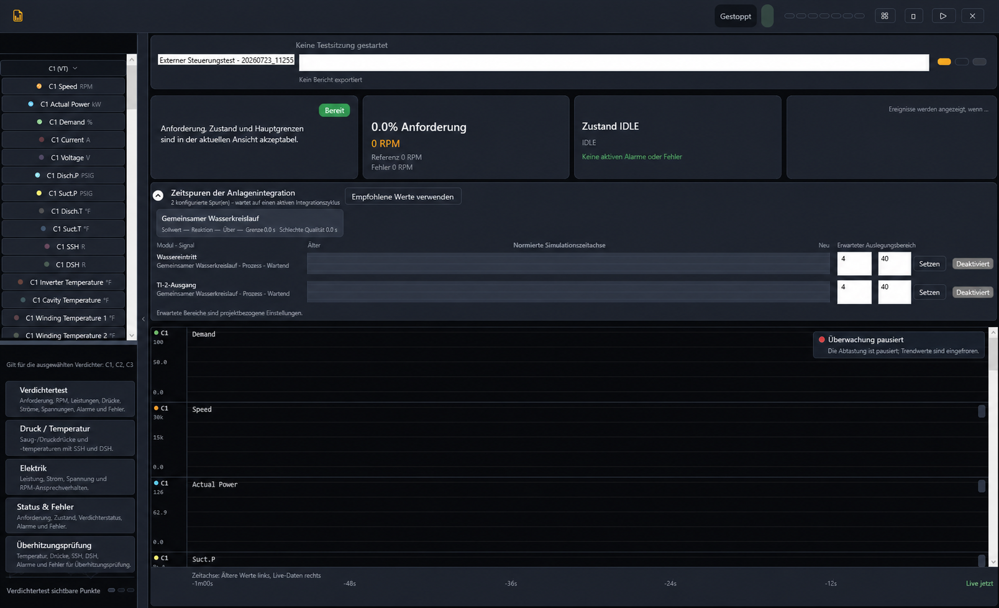 Gestoppt
Keine Testsitzung gestartet
Externer Steuerungstest - 20260723_11255
Kein Bericht exportiert
C1 (VT)
C1 Speed RPM
C1 Actual Power kW
C1 Demand %
C1 Current A
C1 Voltage V
C1 Disch.P PSIG
C1 Suct.P PSIG
C1 Disch.T °F
C1 Suct.T °F
C1 SSH R
C1 DSH R
C1 Inverter Temperature °F
C1 Cavity Temperature °F
C1 Winding Temperature 1 °F
C1 Winding Temperature 2 °F
Gilt für die ausgewählten Verdichter: C1, C2, C3
Verdichtertest
Anforderung, RPM, Leistungen, Drücke,
Ströme, Spannungen, Alarme und Fehler.
Druck / Temperatur
Saug-/Druckdrücke und
-temperaturen mit SSH und DSH.
Elektrik
Leistung, Strom, Spannung und
RPM-Ansprechverhalten.
Status & Fehler
Anforderung, Zustand, Verdichterstatus,
Alarme und Fehler.
Überhitzungsprüfung
Temperatur, Drücke, SSH, DSH,
Alarme und Fehler für Überhitzungsprüfung.
Verdichtertest sichtbare Punkte
Bereit
Anforderung, Zustand und Hauptgrenzen
sind in der aktuellen Ansicht akzeptabel.
0.0% Anforderung
0 RPM
Referenz 0 RPM
Fehler 0 RPM
Zustand IDLE
IDLE
Keine aktiven Alarme oder Fehler
Ereignisse werden angezeigt, wenn ...
Zeitspuren der Anlagenintegration
2 konfigurierte Spur(en) - wartet auf einen aktiven Integrationszyklus
Empfohlene Werte verwenden
Gemeinsamer Wasserkreislauf
Sollwert — Reaktion — Über — Grenze 0.0 s Schlechte Qualität 0.0 s
Modul - Signal
Älter
Normierte Simulationszeitachse
Neu
Erwarteter Auslegungsbereich
Wassereintritt
Gemeinsamer Wasserkreislauf - Prozess - Wartend
4
40
Setzen
Deaktiviert
TI-2-Ausgang
Gemeinsamer Wasserkreislauf - Prozess - Wartend
4
40
Setzen
Deaktiviert
Erwartete Bereiche sind projektbezogene Einstellungen.
C1
Demand
100
50.0
0.0
Überwachung pausiert
Die Abtastung ist pausiert; Trendwerte sind eingefroren.
C1
Speed
30k
15k
0.0
C1
Actual Power
126
62.9
0.0
C1
Suct.P
Zeitachse: Ältere Werte links, Live-Daten rechts
-1m00s
-48s
-36s
-24s
-12s
Live jetzt